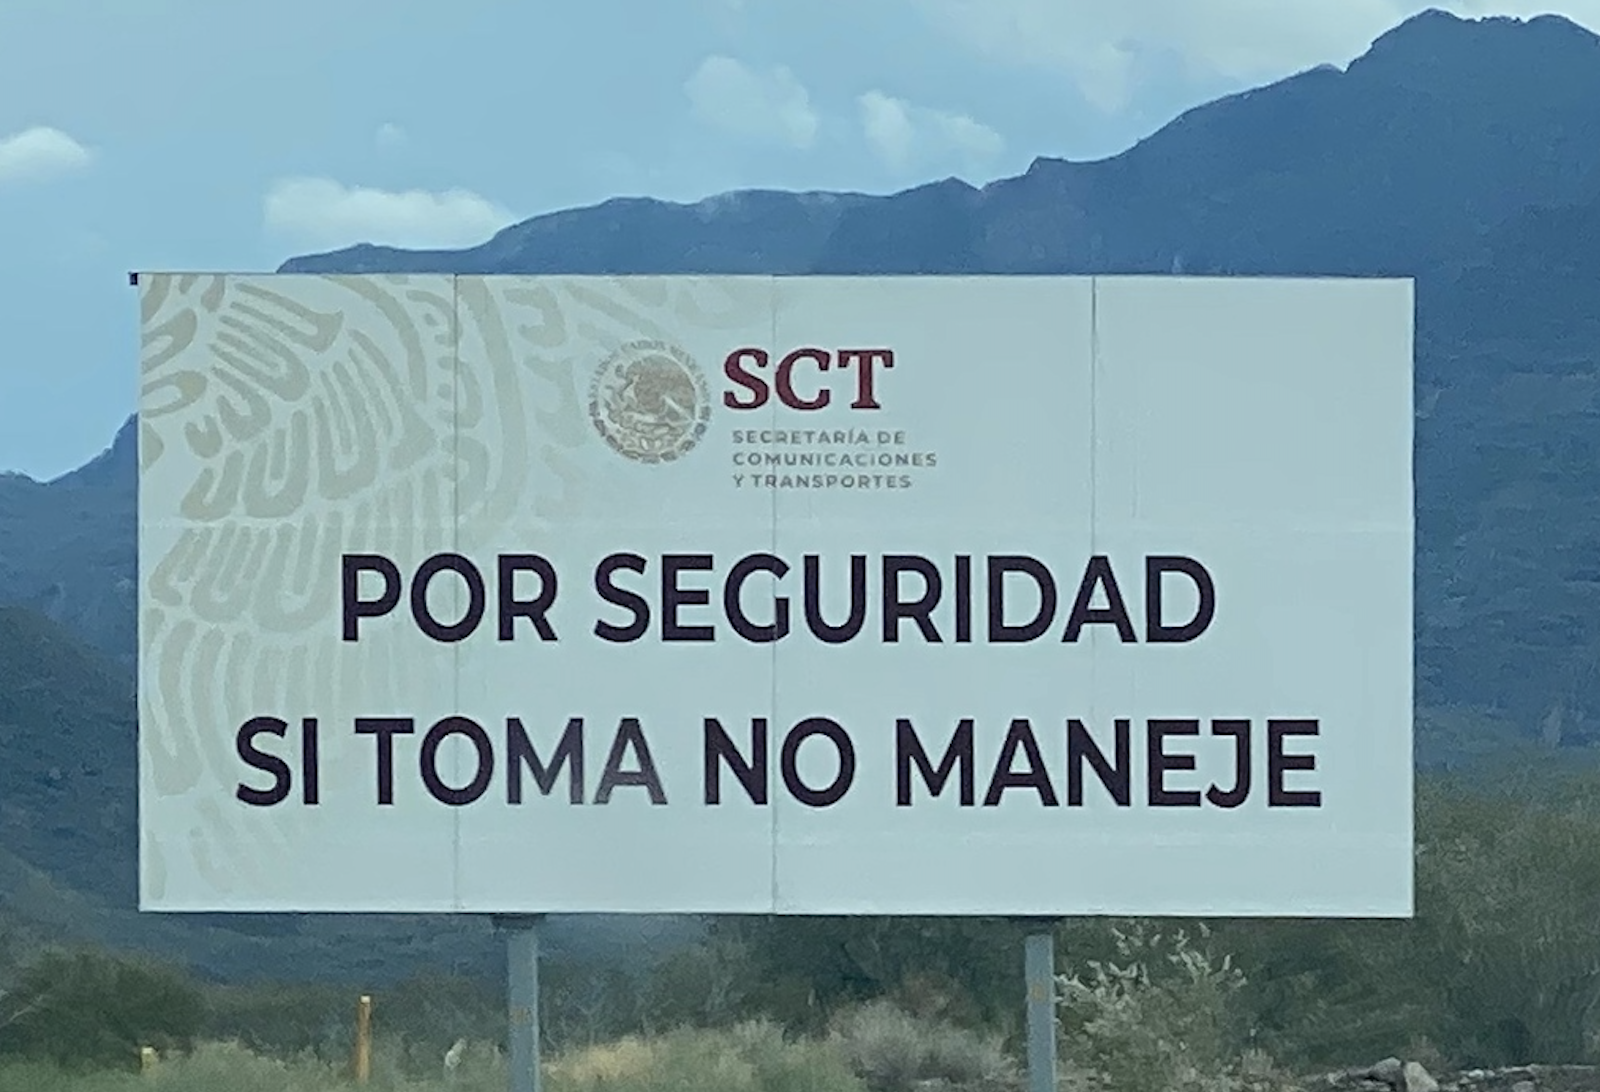 SCT
SECRETARÍA DE
COMUNICACIONES
Y TRANSPORTES
POR SEGURIDAD
SI TOMA NO MANEJE